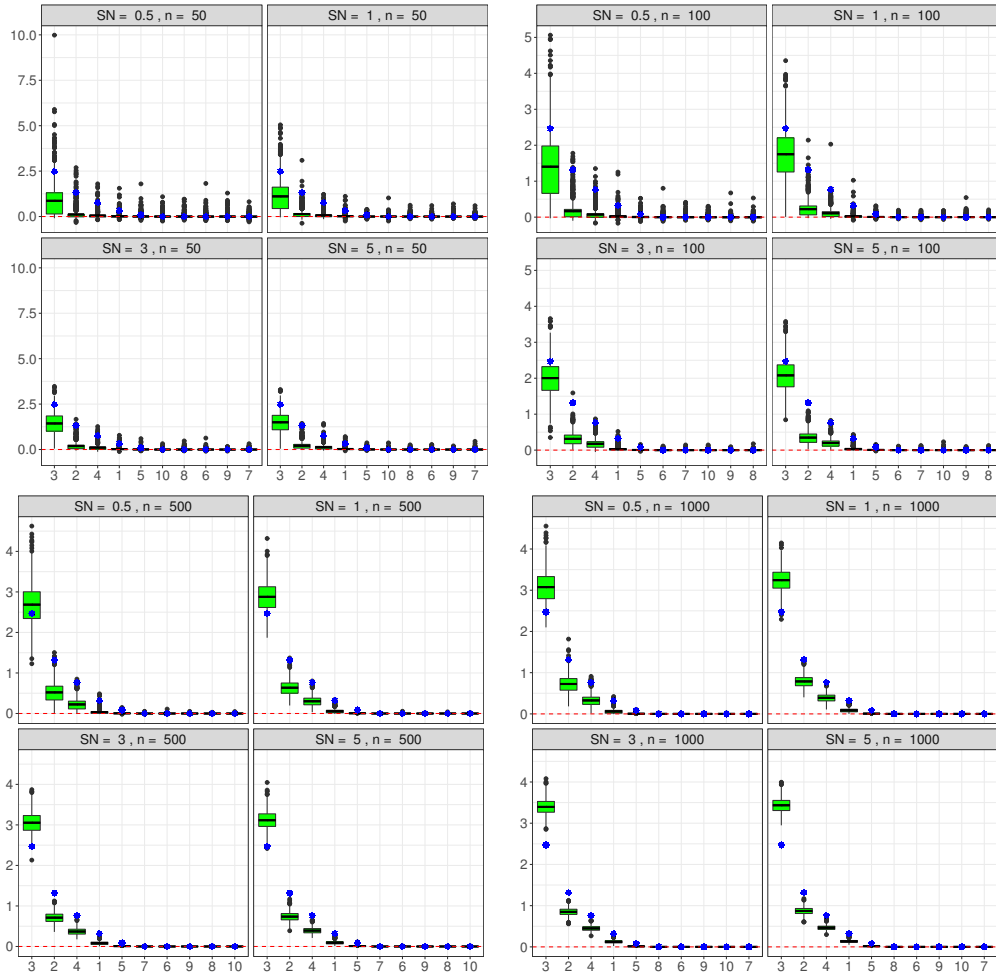 SN = 0.5 , n = 50
SN = 1 , n = 50
10.0
7.5
5.0
2.5
0.0
SN = 3 , n = 50
SN = 5 , n = 50
10.0
7.5
5.0
2.5
0.0
3 2 4 1 5 10 8 6 9 7
3 2 4 1 5 10 8 6 9 7
SN = 0.5 , n = 100
SN = 1 , n = 100
5
4
3
2
1
0
SN = 3 , n = 100
SN = 5 , n = 100
5
4
3
2
1
0
3 2 4 1 5 6 7 10 9 8
3 2 4 1 5 6 7 10 9 8
SN = 0.5 , n = 500
SN = 1 , n = 500
4
3
2
1
0
SN = 3 , n = 500
SN = 5 , n = 500
4
3
2
1
0
3 2 4 1 5 7 6 9 8 10
3 2 4 1 5 7 6 9 8 10
SN = 0.5 , n = 1000
SN = 1 , n = 1000
4
3
2
1
0
SN = 3 , n = 1000
SN = 5 , n = 1000
4
3
2
1
0
3 2 4 1 5 8 6 9 10 7
3 2 4 1 5 8 6 9 10 7